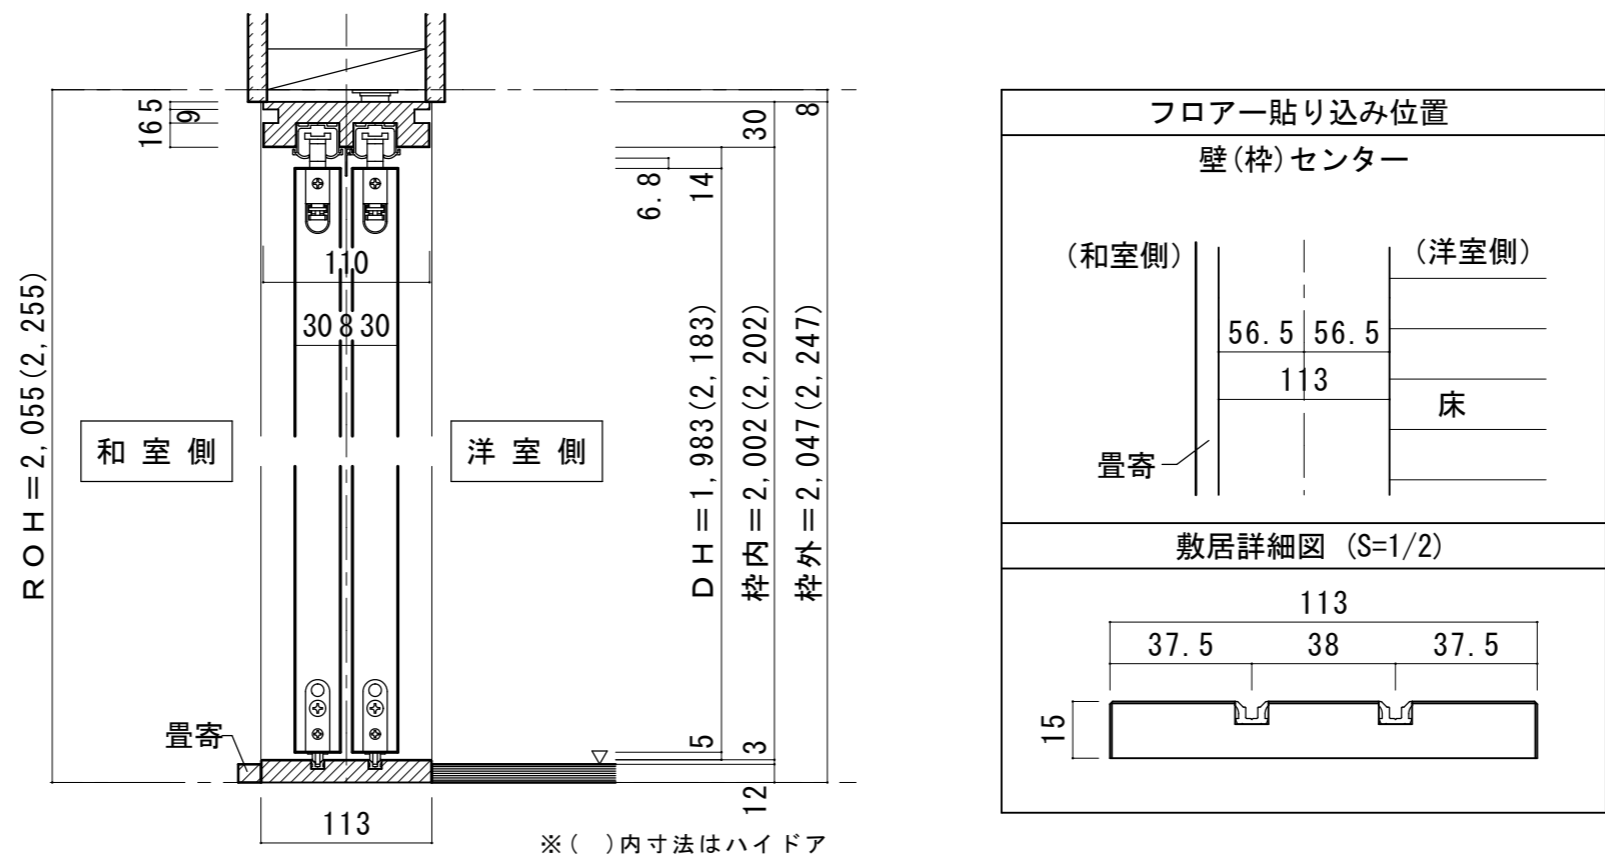 5
9
16
30
8
6.8
14
110
30 8 30
ROH=2,055(2,255)
和室側
洋室側
DH=1,983(2,183)
枠内=2,002(2,202)
枠外=2,047(2,247)
畳寄
5
3
12
113
※(　)内寸法はハイドア
フロアー貼り込み位置
壁(枠)センター
(和室側)
(洋室側)
56.5 56.5
113
床
畳寄
敷居詳細図 (S=1/2)
113
37.5 38 37.5
15